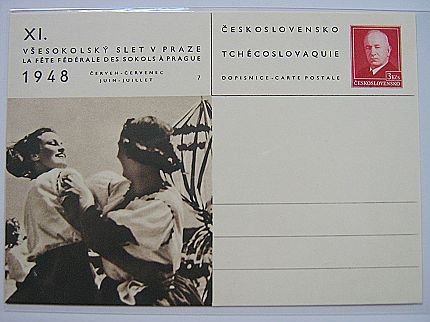 XI.
VŠESOKOLSKÝ SLET V PRAZE
LA FÊTE FÉDÉRALE DES SOKOLS À PRAGUE
1948
ČERVEN-ČERVENEC
JUIN-JUILLET
7
ČESKOSLOVENSKO
TCHÉCOSLOVAQUIE
DOPISNICE-CARTE POSTALE
3Kčs
ČESKOSLOVENSKO